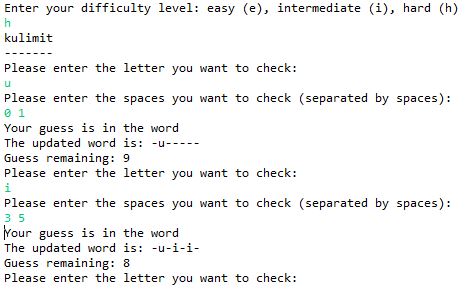 Enter your difficulty level: easy (e), intermediate (i), hard (h)
h
kulimit
-------
Please enter the letter you want to check:
u
Please enter the spaces you want to check (separated by spaces):
0 1
Your guess is in the word
The updated word is: -u-----
Guess remaining: 9
Please enter the letter you want to check:
i
Please enter the spaces you want to check (separated by spaces):
3 5
Your guess is in the word
The updated word is: -u-i-i-
Guess remaining: 8
Please enter the letter you want to check: